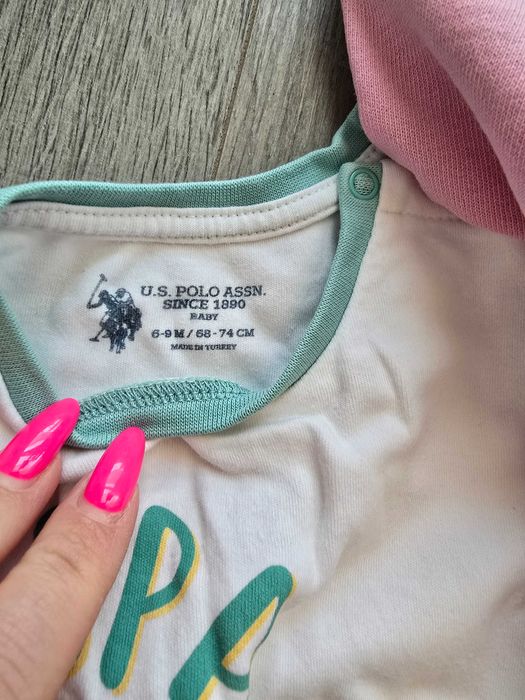 U.S. POLO ASSN.
SINCE 1890
BABY
6-9 M / 68-74 CM
MADE IN TURKEY